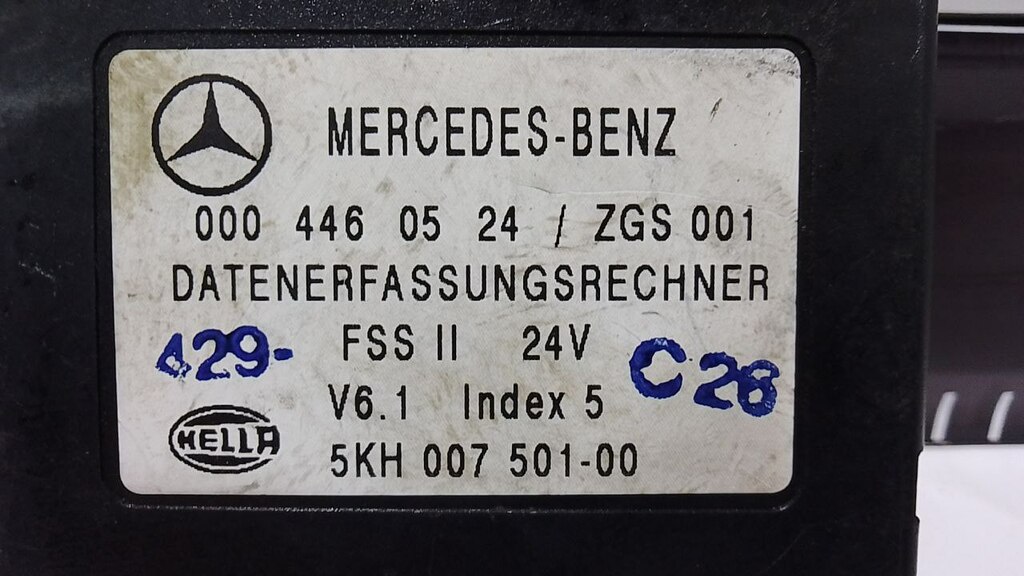 MERCEDES-BENZ
000 446 05 24 / ZGS 001
DATENERFASSUNGSRECHNER
429- FSS II 24V C 28
V6.1 Index 5
HELLA 5KH 007 501-00